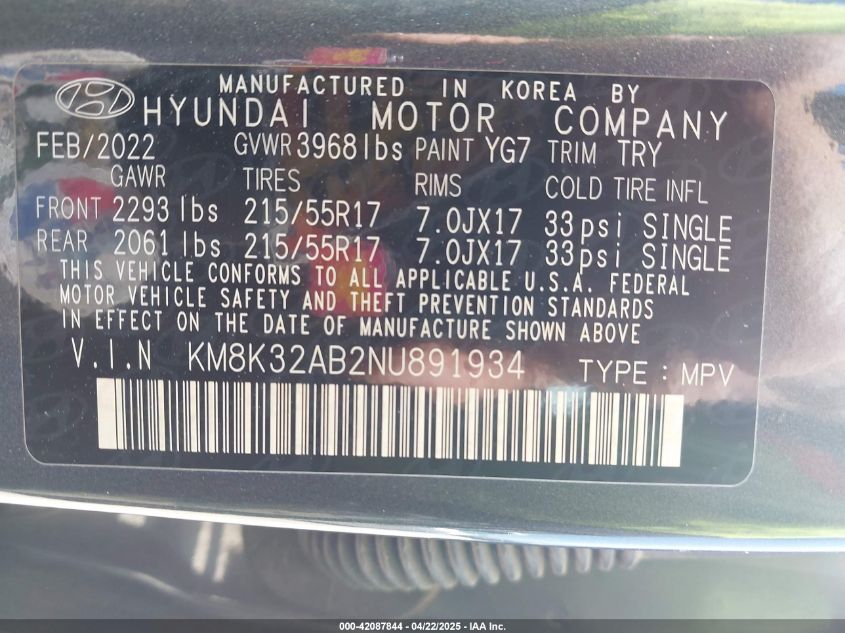 MANUFACTURED IN KOREA BY
HYUNDAI MOTOR COMPANY
FEB/2022 GVWR 3968 lbs PAINT YG7 TRIM TRY
GAWR TIRES RIMS COLD TIRE INFL
FRONT 2293 lbs 215/55R17 7.0JX17 33psi SINGLE
REAR 2061 lbs 215/55R17 7.0JX17 33psi SINGLE
THIS VEHICLE CONFORMS TO ALL APPLICABLE U.S.A. FEDERAL
MOTOR VEHICLE SAFETY AND THEFT PREVENTION STANDARDS
IN EFFECT ON THE DATE OF MANUFACTURE SHOWN ABOVE
V.I.N KM8K32AB2NU891934 TYPE : MPV
000-42087844 - 04/22/2025 - IAA Inc.